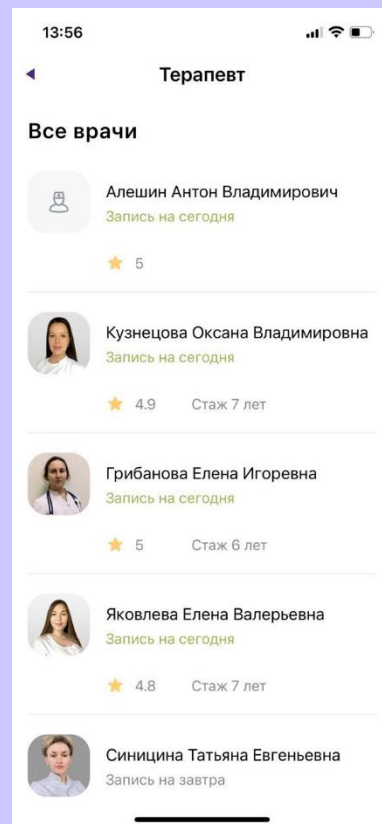 13:56
Терапевт
Все врачи
Алешин Антон Владимирович
Запись на сегодня
5
Кузнецова Оксана Владимировна
Запись на сегодня
4.9 Стаж 7 лет
Грибанова Елена Игоревна
Запись на сегодня
5 Стаж 6 лет
Яковлева Елена Валерьевна
Запись на сегодня
4.8 Стаж 7 лет
Синицина Татьяна Евгеньевна
Запись на завтра